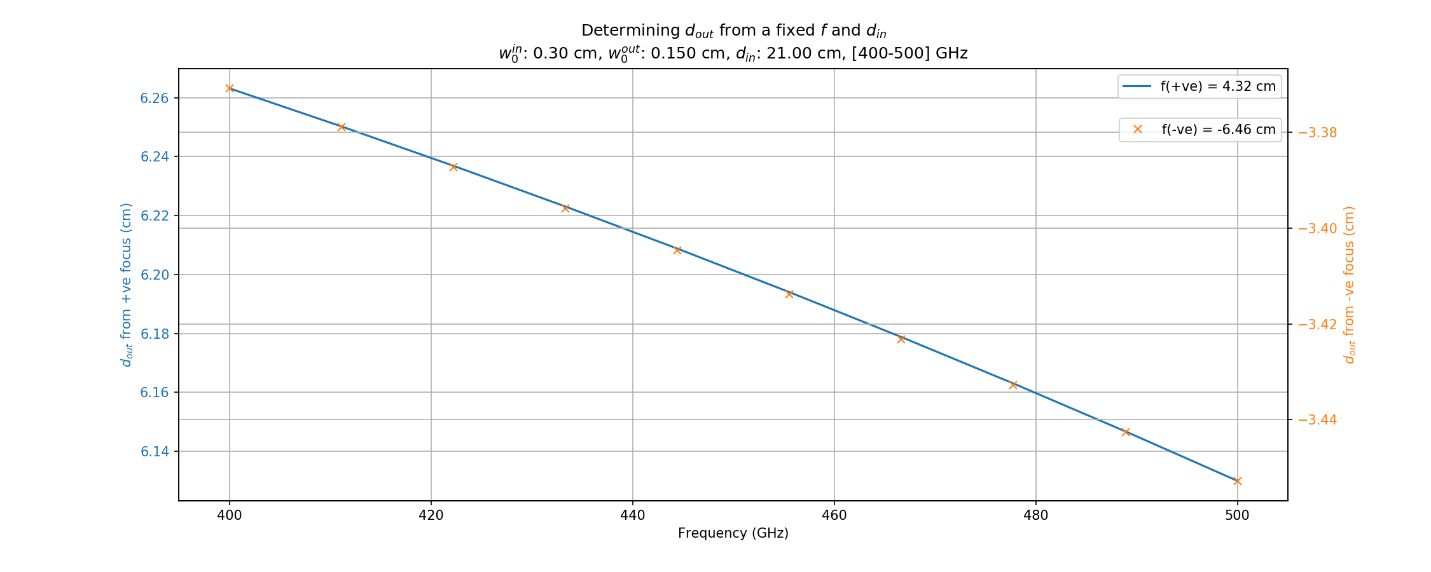 Determining d_out from a fixed f and d_in
w_0^in: 0.30 cm, w_0^out: 0.150 cm, d_in: 21.00 cm, [400-500] GHz
f(+ve) = 4.32 cm
f(-ve) = -6.46 cm
d_out from +ve focus (cm)
6.26
6.24
6.22
6.20
6.18
6.16
6.14
−3.38
−3.40
−3.42
−3.44
d_out from -ve focus (cm)
400 420 440 460 480 500
Frequency (GHz)